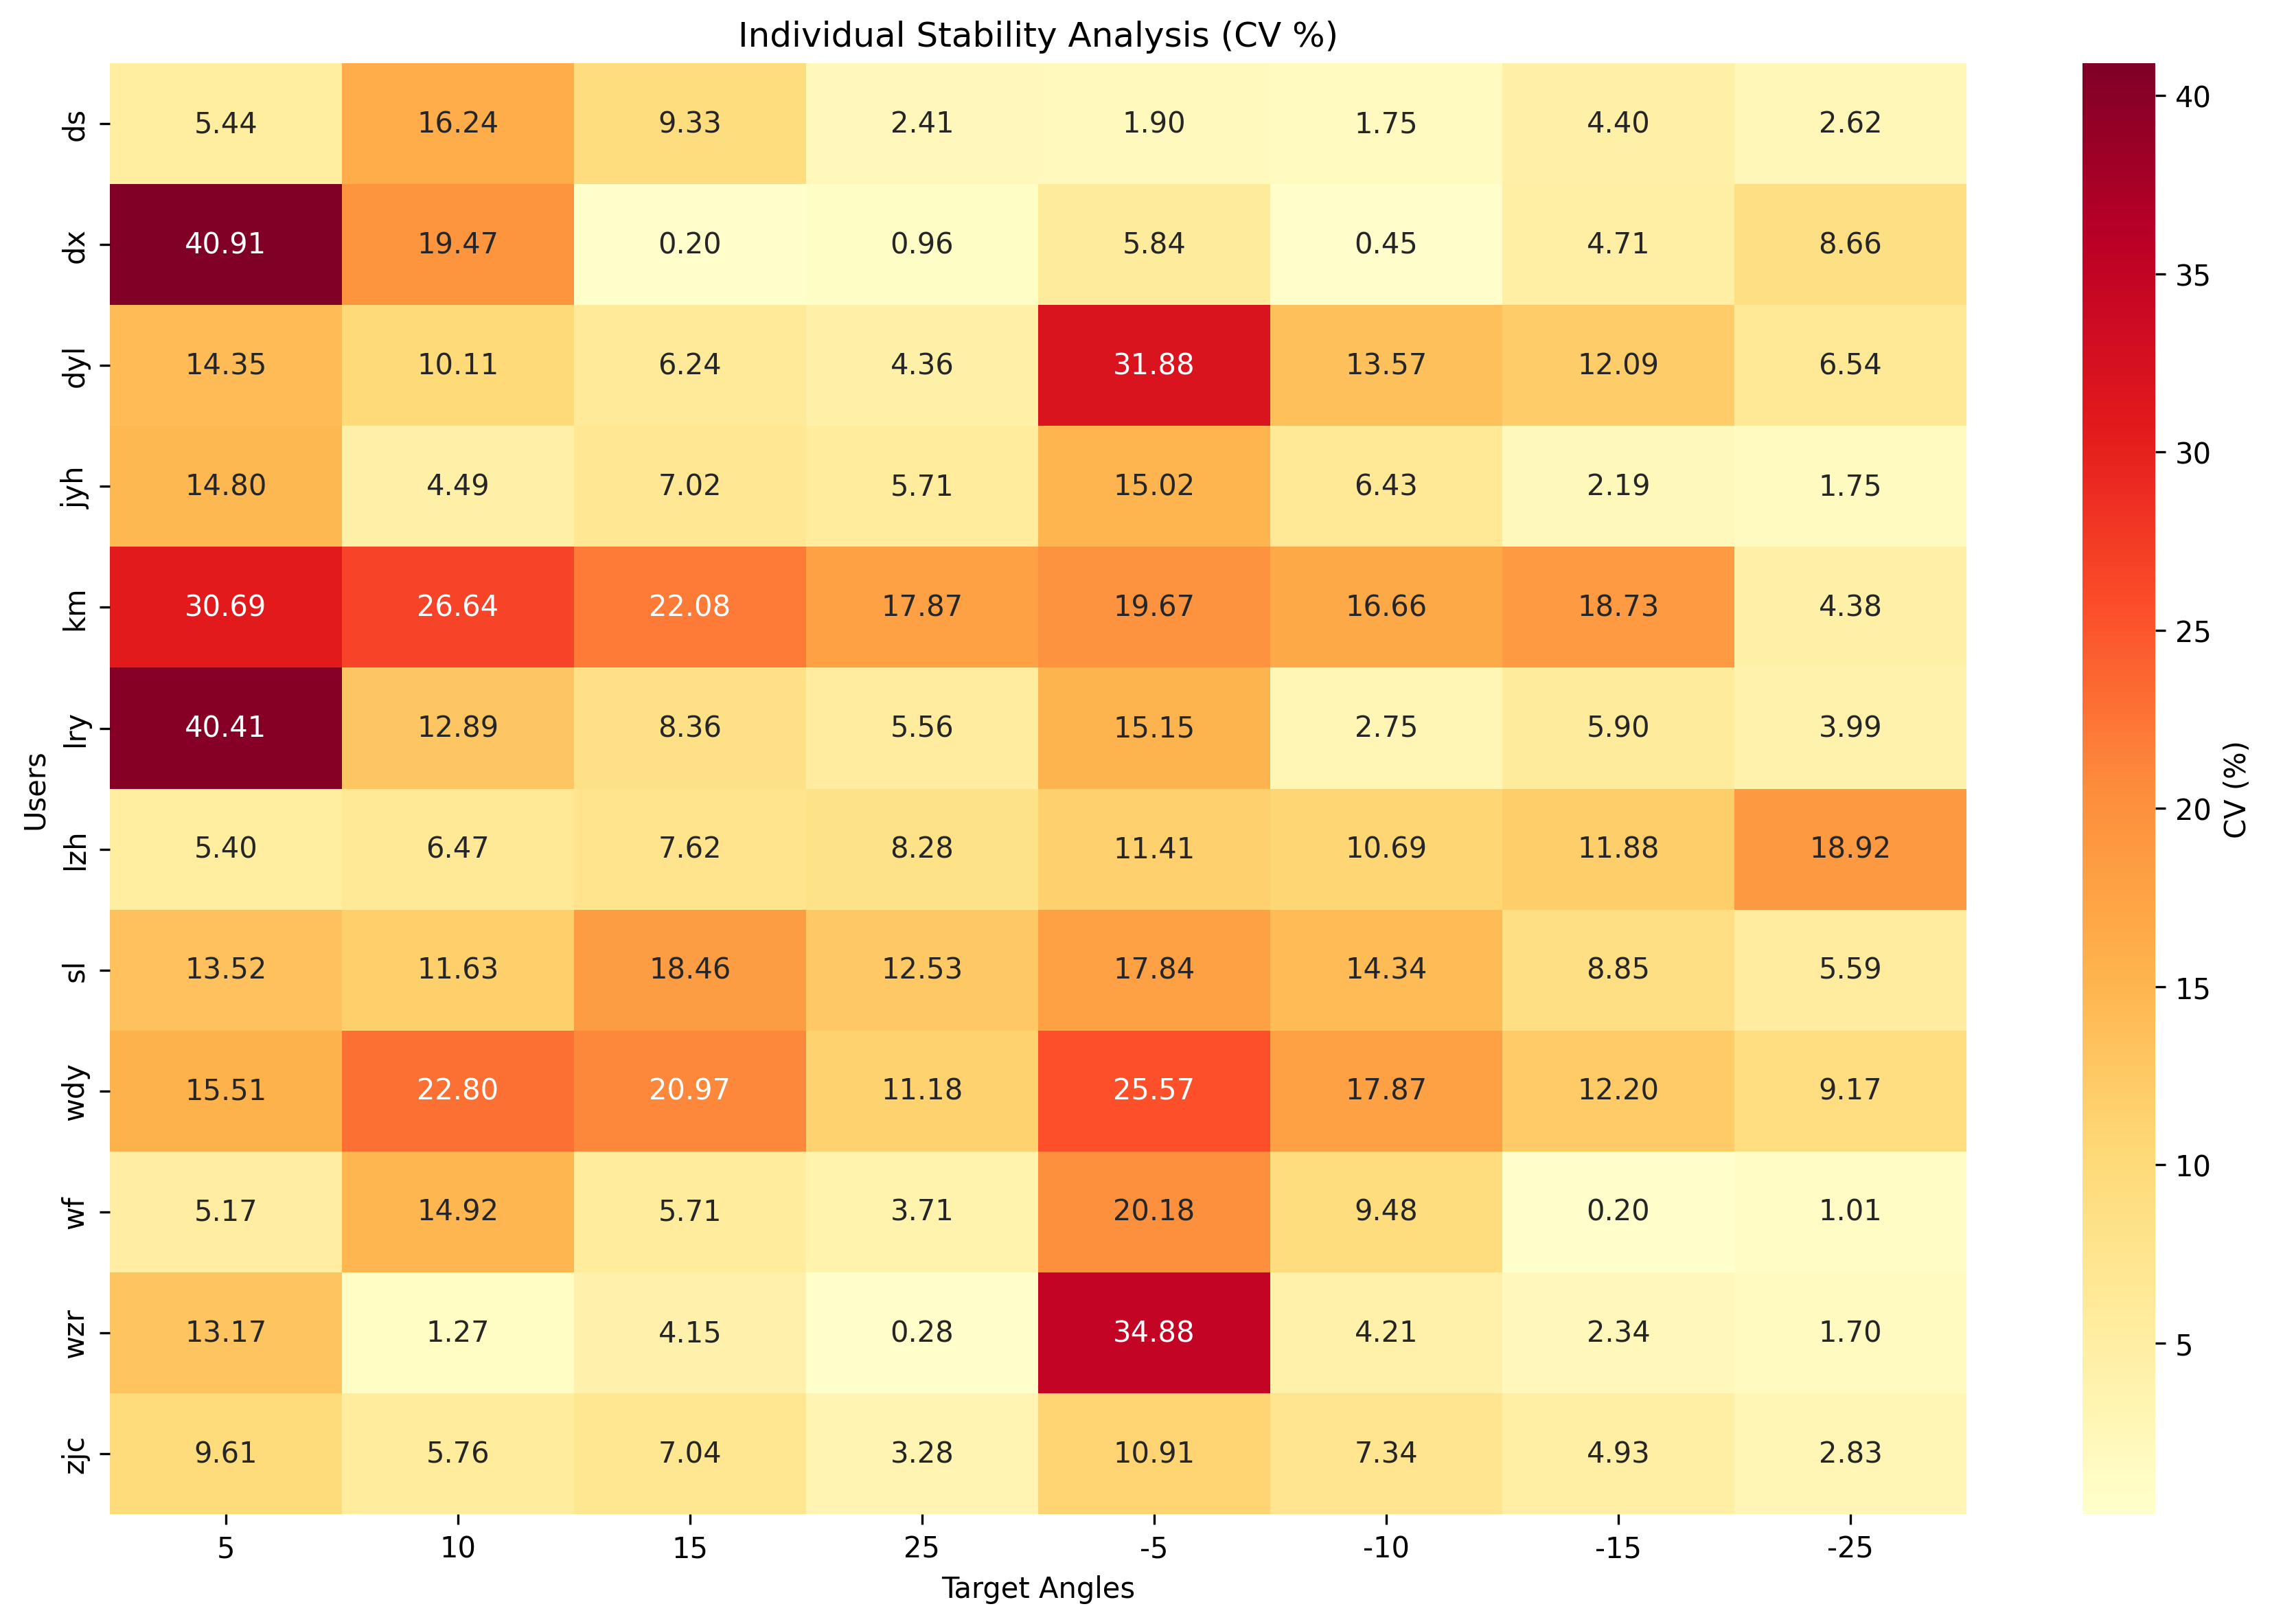 Individual Stability Analysis (CV %)
ds 5.44 16.24 9.33 2.41 1.90 1.75 4.40 2.62
dx 40.91 19.47 0.20 0.96 5.84 0.45 4.71 8.66
dyl 14.35 10.11 6.24 4.36 31.88 13.57 12.09 6.54
jyh 14.80 4.49 7.02 5.71 15.02 6.43 2.19 1.75
km 30.69 26.64 22.08 17.87 19.67 16.66 18.73 4.38
lry 40.41 12.89 8.36 5.56 15.15 2.75 5.90 3.99
lzh 5.40 6.47 7.62 8.28 11.41 10.69 11.88 18.92
sl 13.52 11.63 18.46 12.53 17.84 14.34 8.85 5.59
wdy 15.51 22.80 20.97 11.18 25.57 17.87 12.20 9.17
wf 5.17 14.92 5.71 3.71 20.18 9.48 0.20 1.01
wzr 13.17 1.27 4.15 0.28 34.88 4.21 2.34 1.70
zjc 9.61 5.76 7.04 3.28 10.91 7.34 4.93 2.83
5 10 15 25 -5 -10 -15 -25
Target Angles
Users
40
35
30
25
20
15
10
5
CV (%)